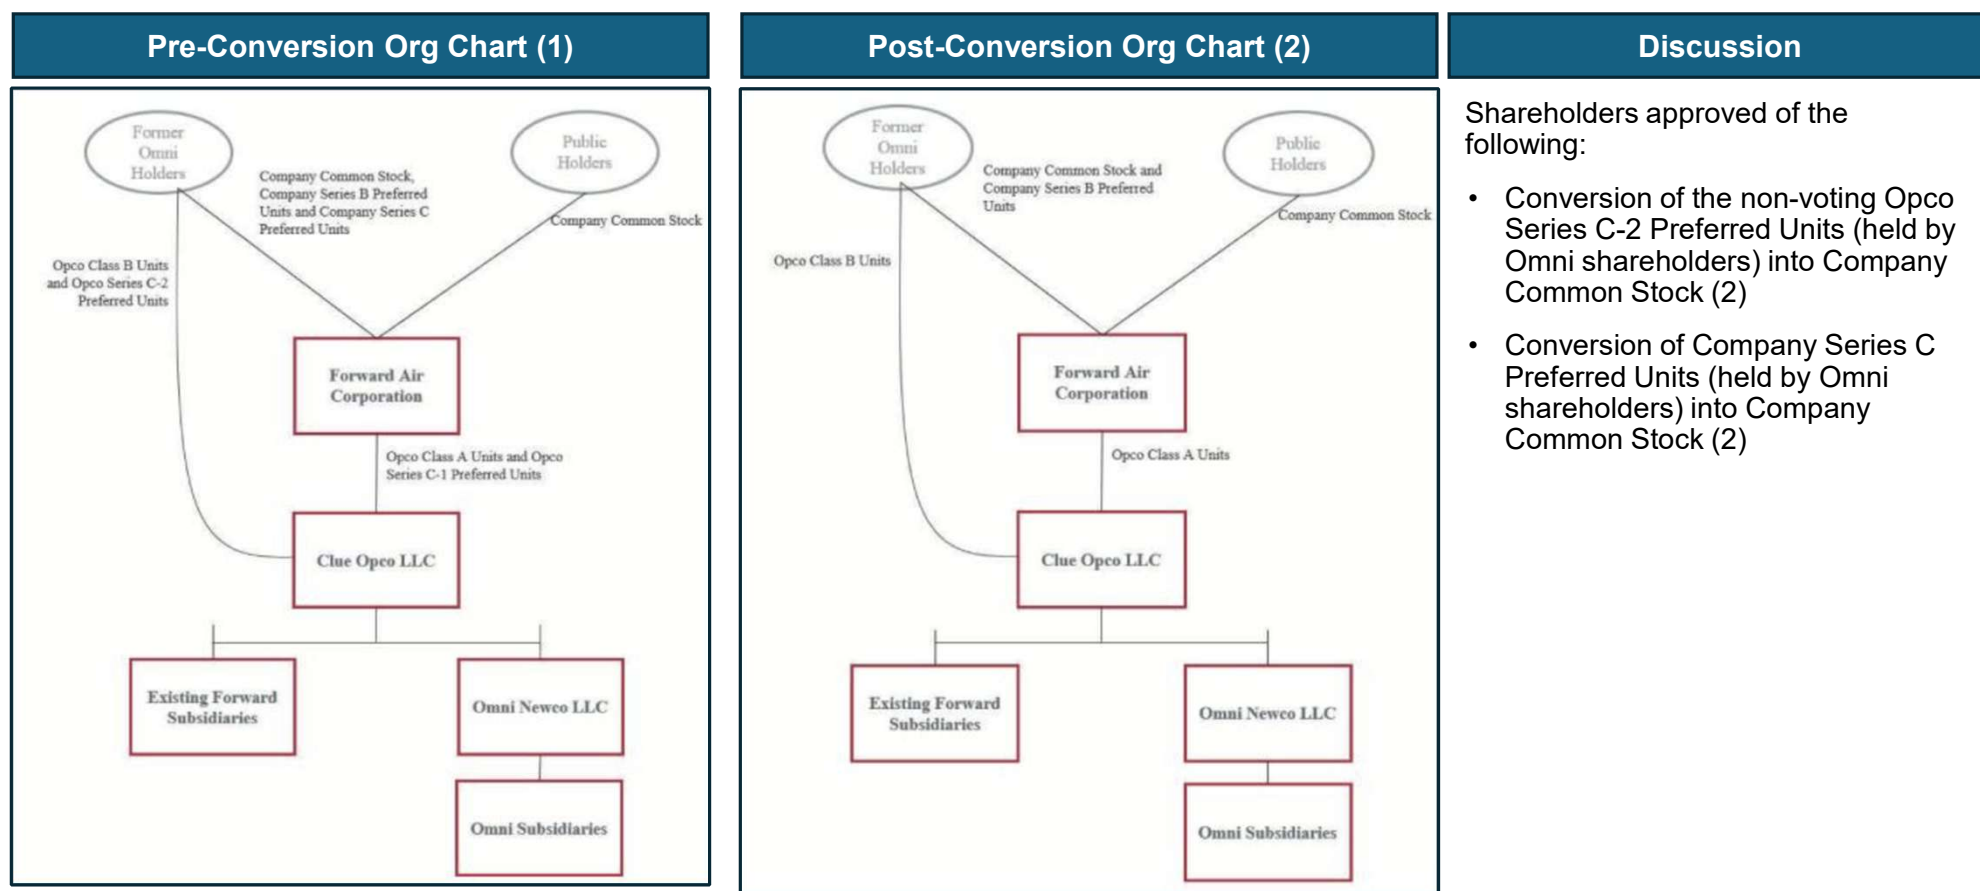 Pre-Conversion Org Chart (1)
Former
Omni
Holders
Public
Holders
Company Common Stock,
Company Series B Preferred
Units and Company Series C
Preferred Units
Company Common Stock
Opco Class B Units
and Opco Series C-2
Preferred Units
Forward Air
Corporation
Opco Class A Units and Opco
Series C-1 Preferred Units
Clue Opco LLC
Existing Forward
Subsidiaries
Omni Newco LLC
Omni Subsidiaries
Post-Conversion Org Chart (2)
Former
Omni
Holders
Public
Holders
Company Common Stock and
Company Series B Preferred
Units
Company Common Stock
Opco Class B Units
Forward Air
Corporation
Opco Class A Units
Clue Opco LLC
Existing Forward
Subsidiaries
Omni Newco LLC
Omni Subsidiaries
Discussion
Shareholders approved of the
following:
• Conversion of the non-voting Opco
Series C-2 Preferred Units (held by
Omni shareholders) into Company
Common Stock (2)
• Conversion of Company Series C
Preferred Units (held by Omni
shareholders) into Company
Common Stock (2)